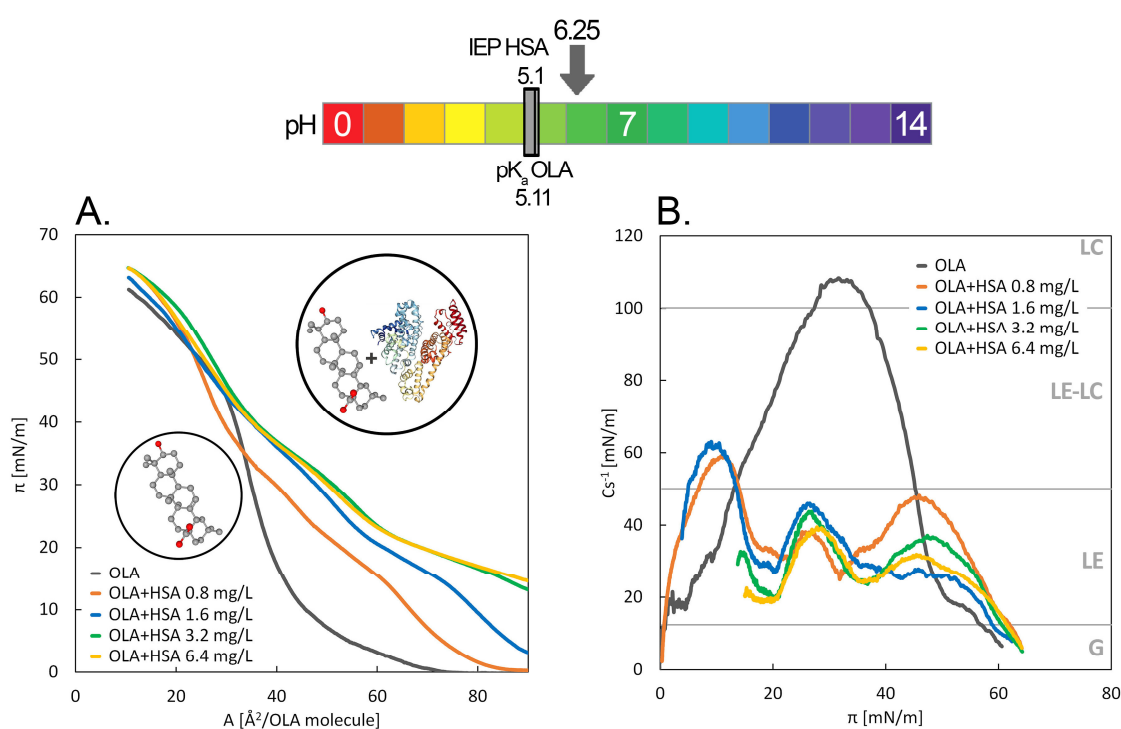 6.25
IEP HSA
5.1
pH 0 7 14
pKa OLA
5.11
A.
B.
70
60
50
40
30
20
10
0
π [mN/m]
+
OLA
OLA+HSA 0.8 mg/L
OLA+HSA 1.6 mg/L
OLA+HSA 3.2 mg/L
OLA+HSA 6.4 mg/L
0 20 40 60 80
A [Å²/OLA molecule]
120
100
80
60
40
20
0
Cs⁻¹ [mN/m]
LC
OLA
OLA+HSA 0.8 mg/L
OLA+HSA 1.6 mg/L
OLA+HSA 3.2 mg/L
OLA+HSA 6.4 mg/L
LE-LC
LE
G
0 20 40 60 80
π [mN/m]